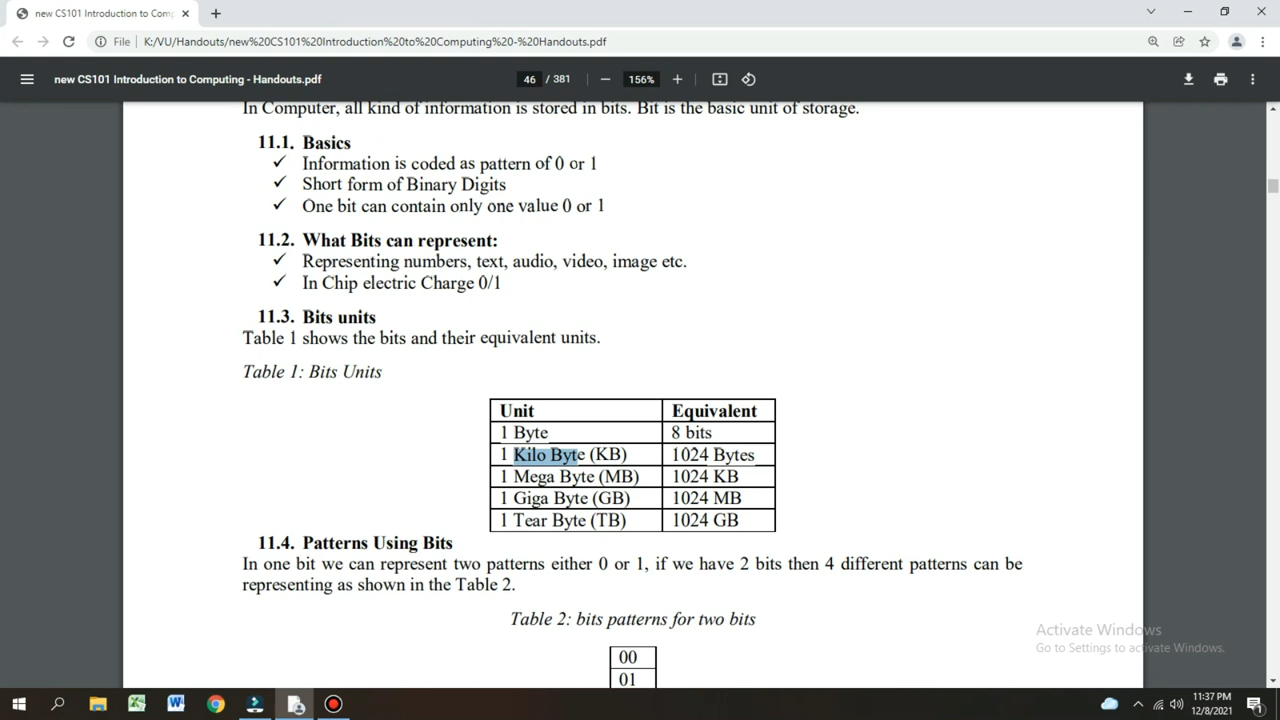 new CS101 Introduction to Comp
File K:/VU/Handouts/new%20CS101%20Introduction%20to%20Computing%20-%20Handouts.pdf
new CS101 Introduction to Computing - Handouts.pdf 46 / 381 156%
In Computer, all kind of information is stored in bits. Bit is the basic unit of storage.
11.1. Basics
✓ Information is coded as pattern of 0 or 1
✓ Short form of Binary Digits
✓ One bit can contain only one value 0 or 1
11.2. What Bits can represent:
✓ Representing numbers, text, audio, video, image etc.
✓ In Chip electric Charge 0/1
11.3. Bits units
Table 1 shows the bits and their equivalent units.
Table 1: Bits Units
Unit Equivalent
1 Byte 8 bits
1 Kilo Byte (KB) 1024 Bytes
1 Mega Byte (MB) 1024 KB
1 Giga Byte (GB) 1024 MB
1 Tear Byte (TB) 1024 GB
11.4. Patterns Using Bits
In one bit we can represent two patterns either 0 or 1, if we have 2 bits then 4 different patterns can be
representing as shown in the Table 2.
Table 2: bits patterns for two bits
00
01
Activate Windows
Go to Settings to activate Windows.
11:37 PM
12/8/2021